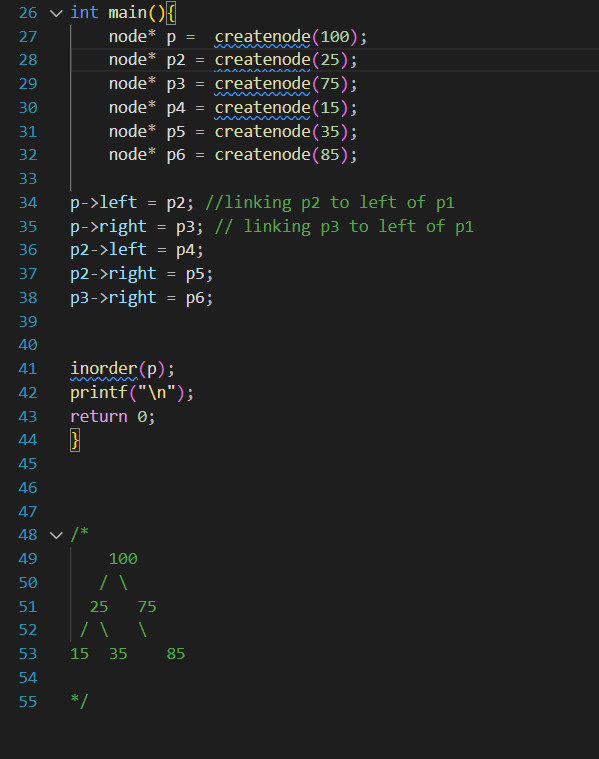 26 int main(){
27 node* p =  createnode(100);
28 node* p2 = createnode(25);
29 node* p3 = createnode(75);
30 node* p4 = createnode(15);
31 node* p5 = createnode(35);
32 node* p6 = createnode(85);
33
34 p->left = p2; //linking p2 to left of p1
35 p->right = p3; // linking p3 to left of p1
36 p2->left = p4;
37 p2->right = p5;
38 p3->right = p6;
39
40
41 inorder(p);
42 printf("\n");
43 return 0;
44 }
45
46
47
48 /*
49     100
50    / \
51   25   75
52  / \   \
53 15  35    85
54
55 */